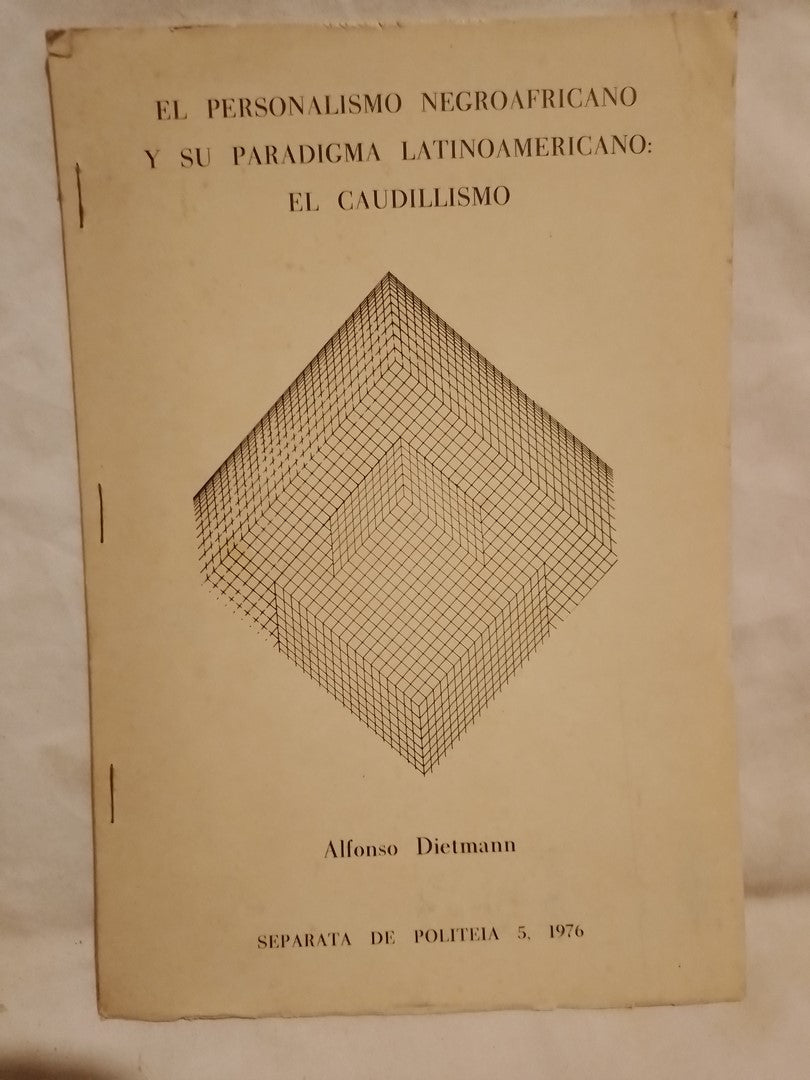 EL PERSONALISMO NEGROAFRICANO
Y SU PARADIGMA LATINOAMERICANO:
EL CAUDILLISMO
Alfonso Dietmann
SEPARATA DE POLITEIA 5, 1976